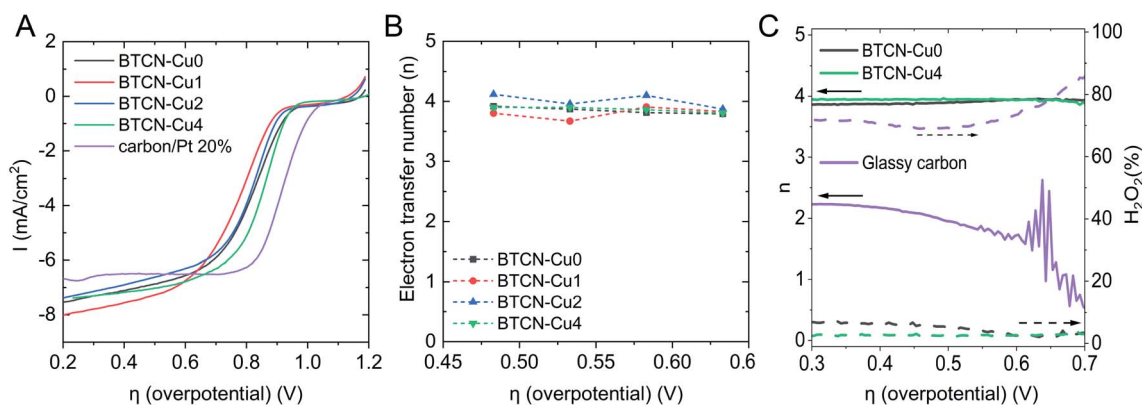 A
I (mA/cm²)
2
0
-2
-4
-6
-8
BTCN-Cu0
BTCN-Cu1
BTCN-Cu2
BTCN-Cu4
carbon/Pt 20%
0.2 0.4 0.6 0.8 1.0 1.2
η (overpotential) (V)
B
Electron transfer number (n)
5
4
3
2
1
0
BTCN-Cu0
BTCN-Cu1
BTCN-Cu2
BTCN-Cu4
0.45 0.50 0.55 0.60 0.6
η (overpotential) (V)
C
n
5
4
3
2
1
0
BTCN-Cu0
BTCN-Cu4
Glassy carbon
100
80
60
40
20
0
H₂O₂(%)
0.3 0.4 0.5 0.6 0.7
η (overpotential) (V)